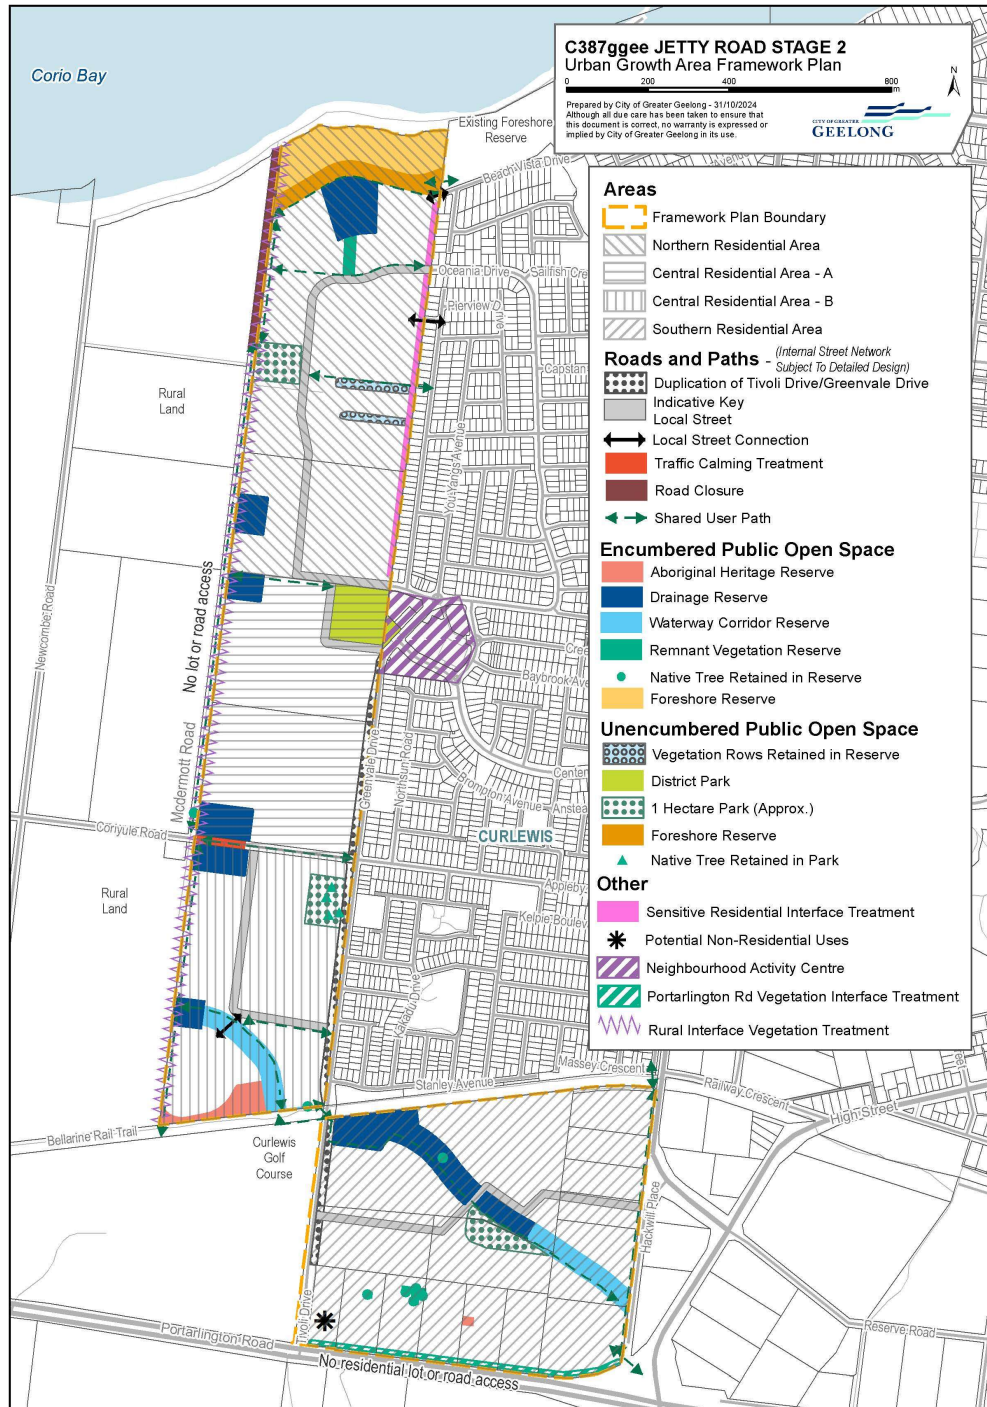 Corio Bay
C387ggee JETTY ROAD STAGE 2
Urban Growth Area Framework Plan
0 200 400 800
m
N
Prepared by City of Greater Geelong - 31/10/2024
Although all due care has been taken to ensure that
this document is correct, no warranty is expressed or
implied by City of Greater Geelong in its use.
CITY OF GREATER
GEELONG
Existing Foreshore
Reserve
Beach Vista Drive
Avenue
Oceania Drive
Sailfish Cre
Pierview D
rive
Capstan
You Yangs Avenue
Rural
Land
Newcombe Road
No lot or road access
Mcdermott Road
Coriyule Road
Cree
Baybrook Ave
Greenvale Drive
Northsun Road
Center
Brompton Avenue
Anstea
CURLEWIS
Appleby
Kelpie Boulev
Rural
Land
Kaleidu Drive
Massey Crescent
Stanley Avenue
Railway Crescent
High Street
reet
Bellarine Rail Trail
Curlewis
Golf
Course
Hackwill Place
Tivoli Drive
Portarlington Road
No residential lot or road access
Reserve Road
Areas
Framework Plan Boundary
Northern Residential Area
Central Residential Area - A
Central Residential Area - B
Southern Residential Area
Roads and Paths - (Internal Street Network
Subject To Detailed Design)
Duplication of Tivoli Drive/Greenvale Drive
Indicative Key
Local Street
Local Street Connection
Traffic Calming Treatment
Road Closure
Shared User Path
Encumbered Public Open Space
Aboriginal Heritage Reserve
Drainage Reserve
Waterway Corridor Reserve
Remnant Vegetation Reserve
Native Tree Retained in Reserve
Foreshore Reserve
Unencumbered Public Open Space
Vegetation Rows Retained in Reserve
District Park
1 Hectare Park (Approx.)
Foreshore Reserve
Native Tree Retained in Park
Other
Sensitive Residential Interface Treatment
Potential Non-Residential Uses
Neighbourhood Activity Centre
Portarlington Rd Vegetation Interface Treatment
Rural Interface Vegetation Treatment